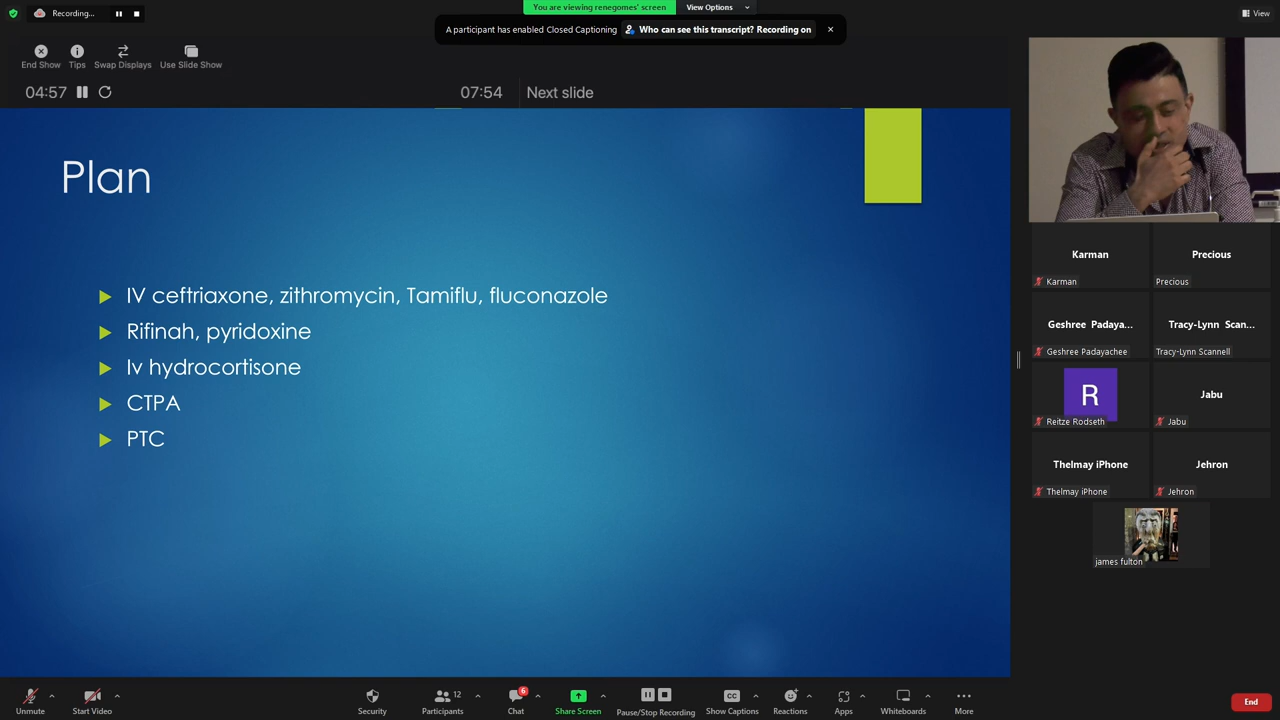 Recording...
You are viewing renegomes' screen
View Options
View
A participant has enabled Closed Captioning
Who can see this transcript? Recording on
End Show
Tips
Swap Displays
Use Slide Show
04:57
07:54
Next slide
Plan
IV ceftriaxone, zithromycin, Tamiflu, fluconazole
Rifinah, pyridoxine
Iv hydrocortisone
CTPA
PTC
Karman
Karman
Precious
Precious
Geshree Padaya...
Geshree Padayachee
Tracy-Lynn Scan...
Tracy-Lynn Scannell
R
Reitze Rodseth
Jabu
Jabu
Thelmay iPhone
Thelmay iPhone
Jehron
Jehron
james fulton
Unmute
Start Video
Security
Participants
12
Chat
6
Share Screen
Pause/Stop Recording
CC
Show Captions
Reactions
Apps
Whiteboards
More
End